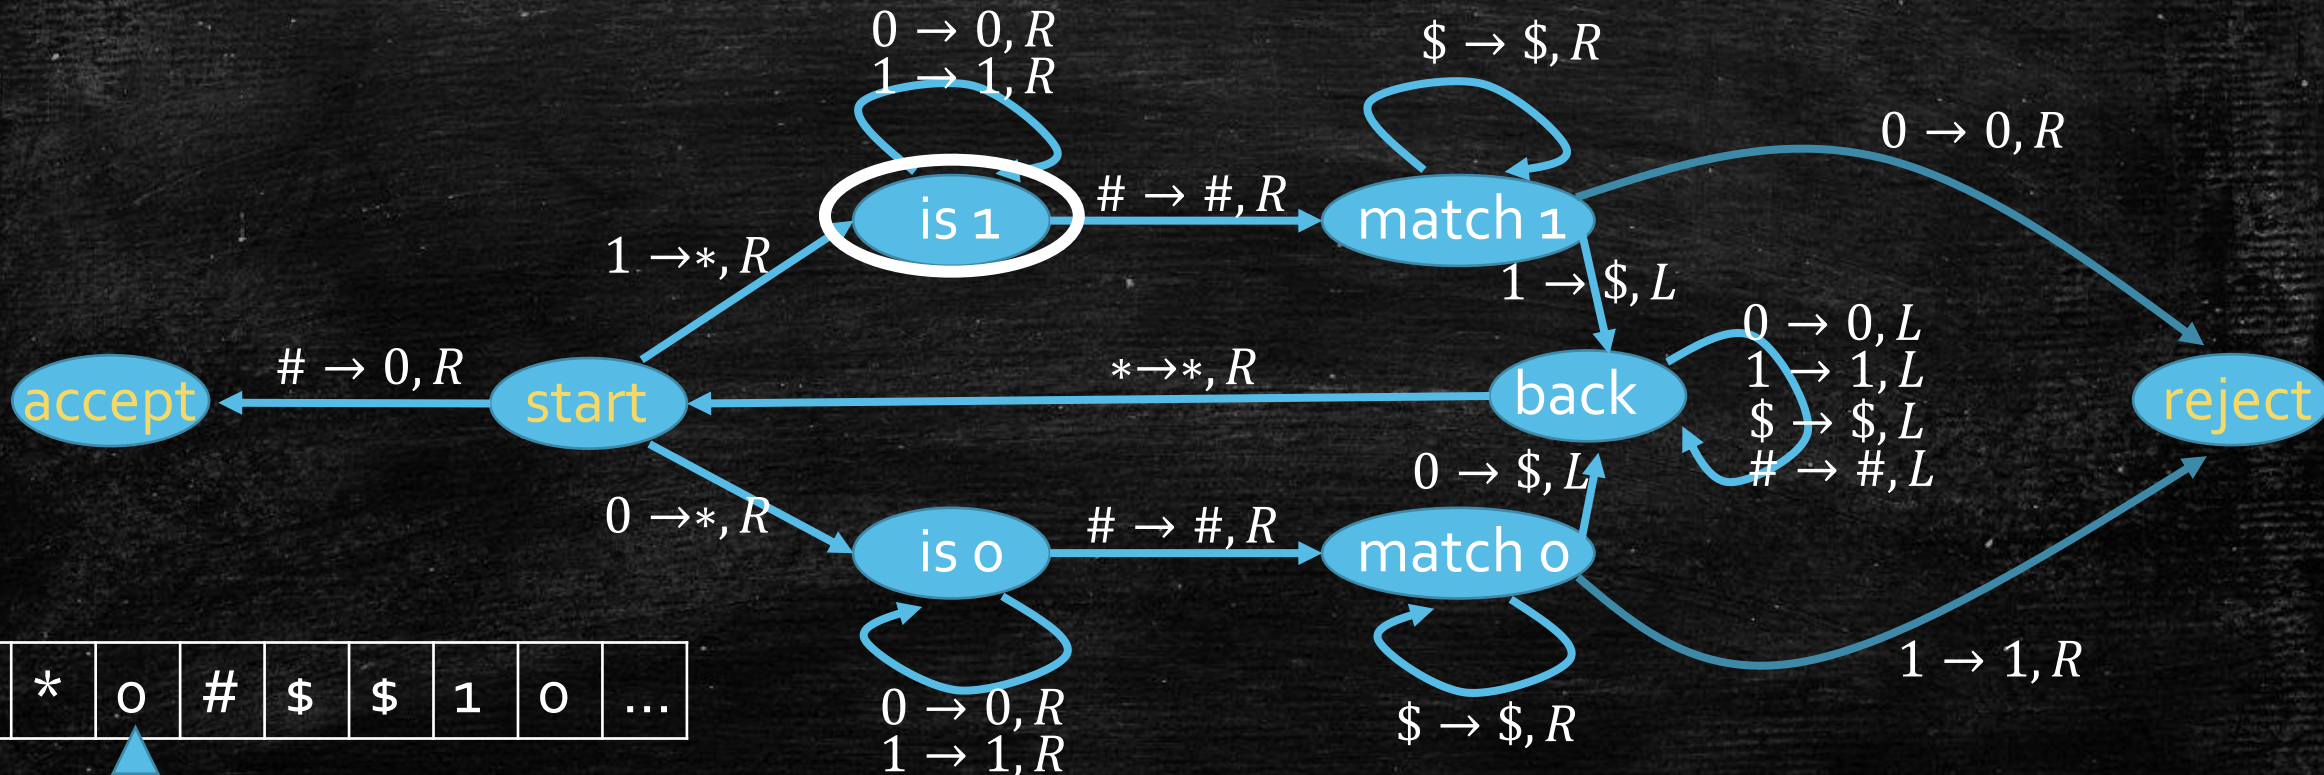 0 → 0, R
1 → 1, R
$ → $, R
0 → 0, R
is 1
# → #, R
match 1
1 →*, R
1 → $, L
0 → 0, L
1 → 1, L
$ → $, L
# → #, L
accept
# → 0, R
start
*→*, R
back
reject
0 → $, L
0 →*, R
is 0
# → #, R
match 0
1 → 1, R
0 → 0, R
1 → 1, R
$ → $, R
* 0 # $ $ 1 0 ...